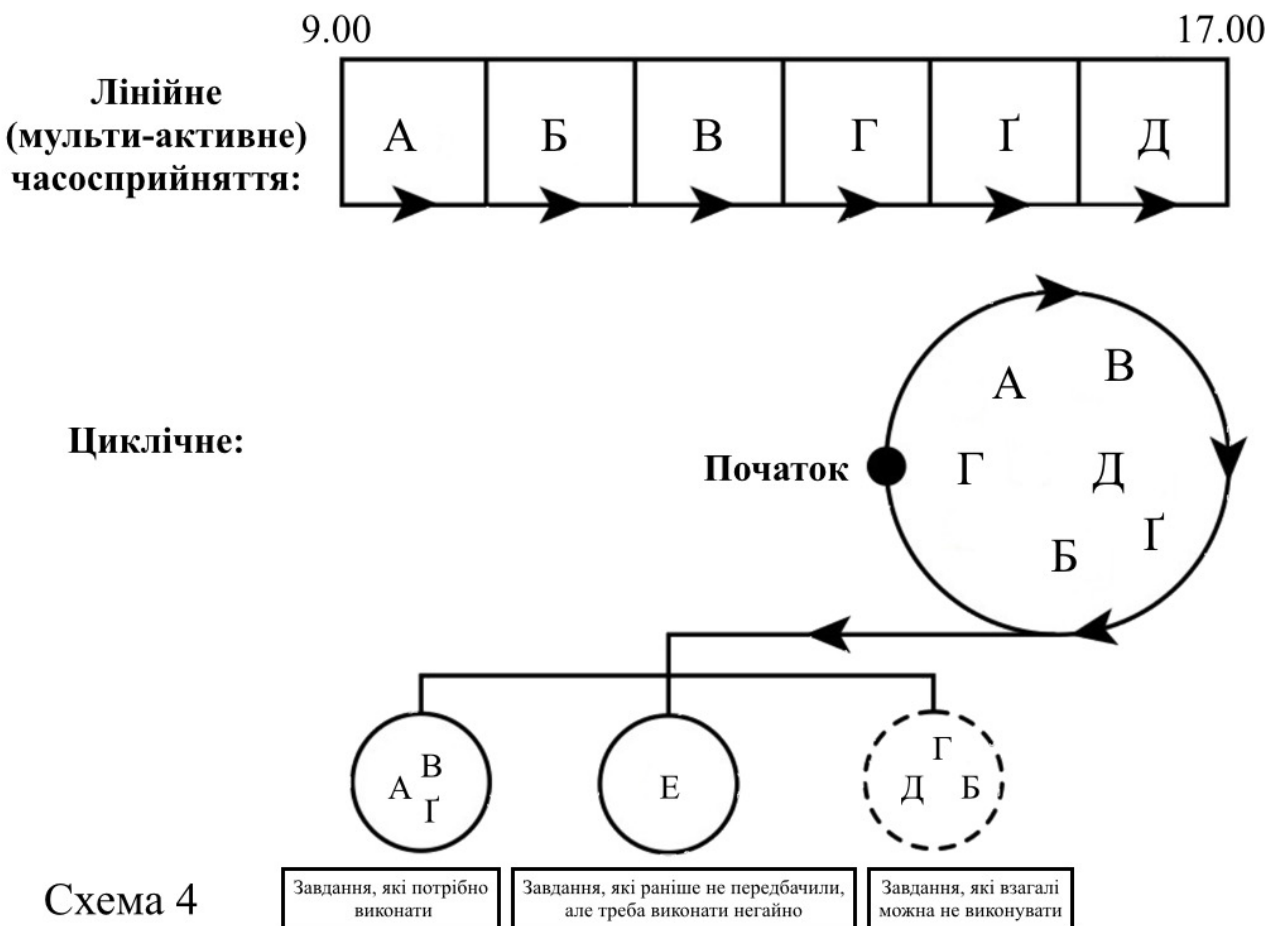 9.00 17.00
Лінійне
(мульти-активне)
часосприйняття:
А Б В Г Ґ Д
Циклічне:
Початок
А В
Г Д
Б Ґ
В
А
Ґ
Е
Г
Д Б
Схема 4
Завдання, які потрібно
виконати
Завдання, які раніше не передбачили,
але треба виконати негайно
Завдання, які взагалі
можна не виконувати